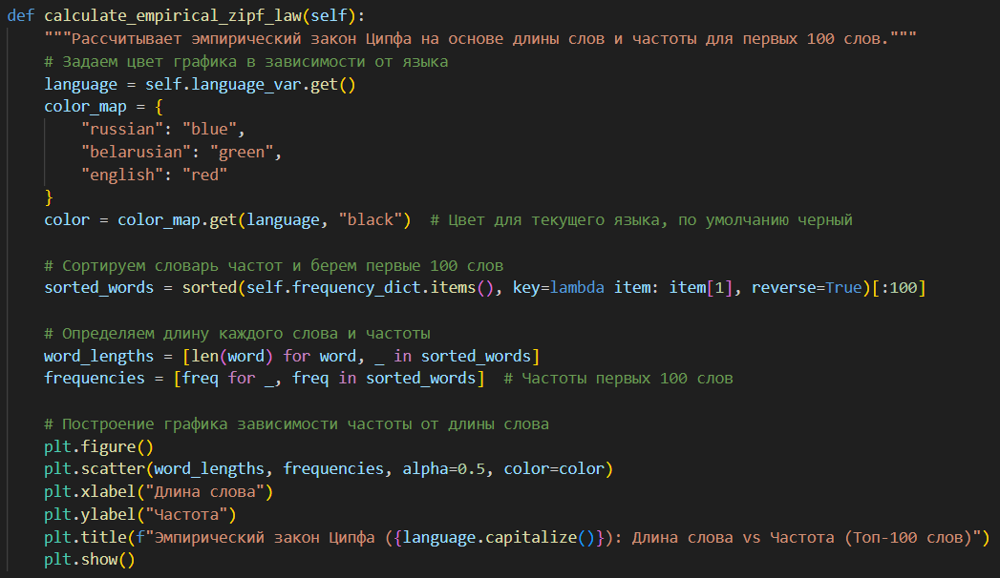 def calculate_empirical_zipf_law(self):
    """Рассчитывает эмпирический закон Ципфа на основе длины слов и частоты для первых 100 слов."""
    # Задаем цвет графика в зависимости от языка
    language = self.language_var.get()
    color_map = {
        "russian": "blue",
        "belarusian": "green",
        "english": "red"
    }
    color = color_map.get(language, "black")  # Цвет для текущего языка, по умолчанию черный

    # Сортируем словарь частот и берем первые 100 слов
    sorted_words = sorted(self.frequency_dict.items(), key=lambda item: item[1], reverse=True)[:100]

    # Определяем длину каждого слова и частоты
    word_lengths = [len(word) for word, _ in sorted_words]
    frequencies = [freq for _, freq in sorted_words]  # Частоты первых 100 слов

    # Построение графика зависимости частоты от длины слова
    plt.figure()
    plt.scatter(word_lengths, frequencies, alpha=0.5, color=color)
    plt.xlabel("Длина слова")
    plt.ylabel("Частота")
    plt.title(f"Эмпирический закон Ципфа ({language.capitalize()}): Длина слова vs Частота (Топ-100 слов)")
    plt.show()